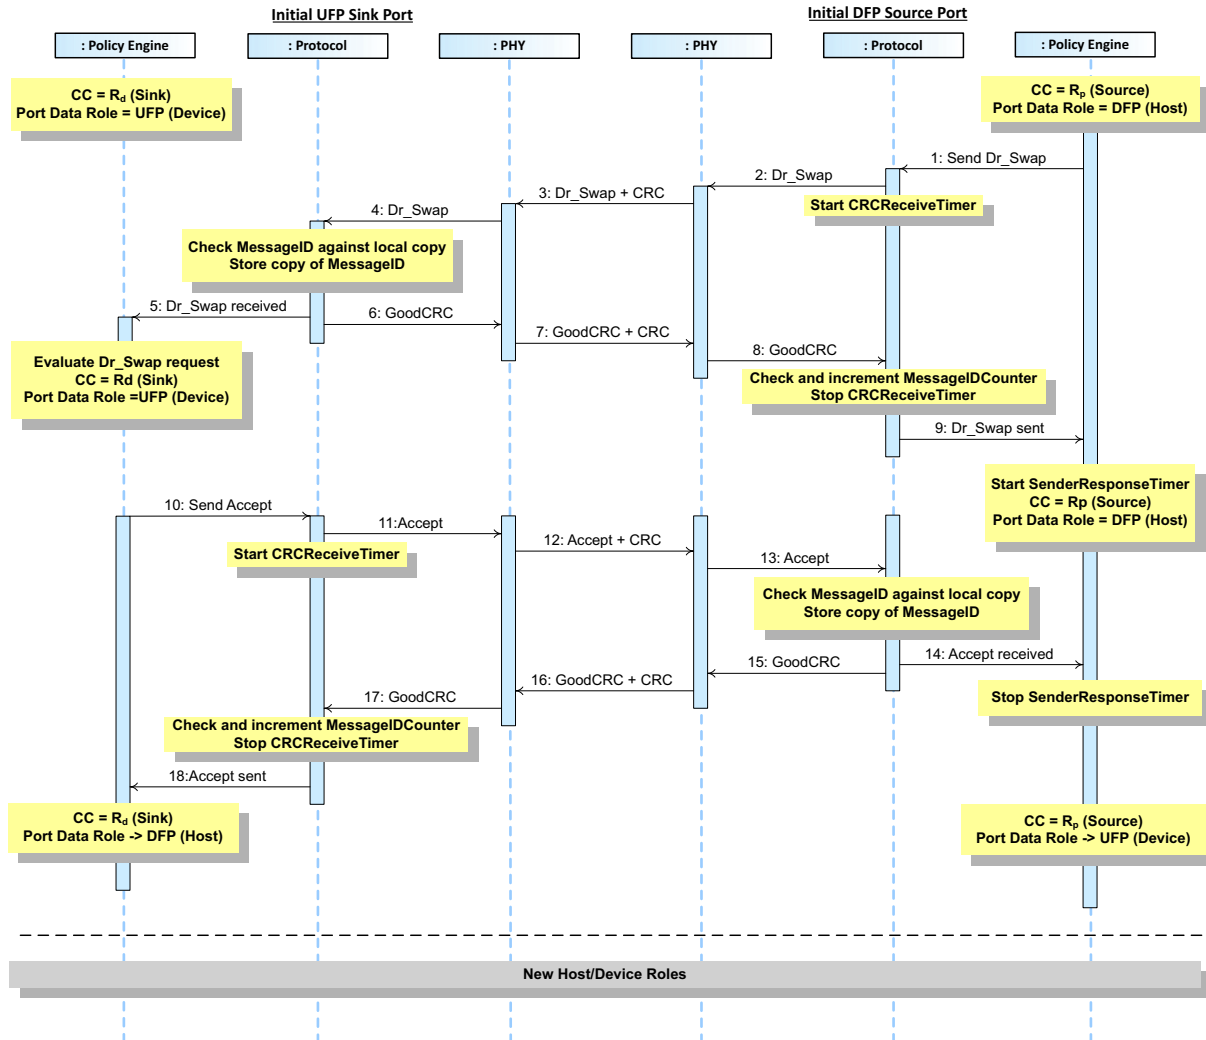 Initial UFP Sink Port
Initial DFP Source Port
: Policy Engine
: Protocol
: PHY
: PHY
: Protocol
: Policy Engine
CC = Rd (Sink)
Port Data Role = UFP (Device)
CC = Rp (Source)
Port Data Role = DFP (Host)
1: Send Dr_Swap
2: Dr_Swap
Start CRCReceiveTimer
3: Dr_Swap + CRC
4: Dr_Swap
Check MessageID against local copy
Store copy of MessageID
5: Dr_Swap received
6: GoodCRC
7: GoodCRC + CRC
8: GoodCRC
Evaluate Dr_Swap request
CC = Rd (Sink)
Port Data Role =UFP (Device)
Check and increment MessageIDCounter
Stop CRCReceiveTimer
9: Dr_Swap sent
Start SenderResponseTimer
CC = Rp (Source)
Port Data Role = DFP (Host)
10: Send Accept
11:Accept
Start CRCReceiveTimer
12: Accept + CRC
13: Accept
Check MessageID against local copy
Store copy of MessageID
14: Accept received
15: GoodCRC
16: GoodCRC + CRC
17: GoodCRC
Stop SenderResponseTimer
Check and increment MessageIDCounter
Stop CRCReceiveTimer
18:Accept sent
CC = Rd (Sink)
Port Data Role -> DFP (Host)
CC = Rp (Source)
Port Data Role -> UFP (Device)
New Host/Device Roles